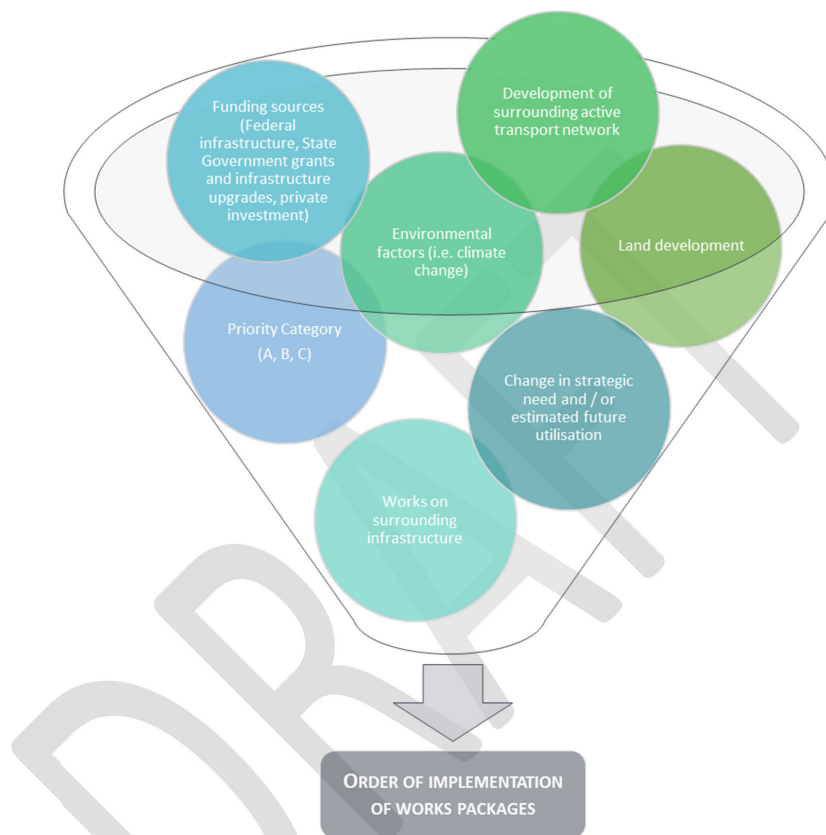 Funding sources
(Federal
infrastructure, State
Government grants
and infrastructure
upgrades, private
investment)
Development of
surrounding active
transport network
Environmental
factors (i.e. climate
change)
Land development
Priority Category
(A, B, C)
Change in strategic
need and / or
estimated future
utilisation
Works on
surrounding
infrastructure
ORDER OF IMPLEMENTATION
OF WORKS PACKAGES
DRAFT